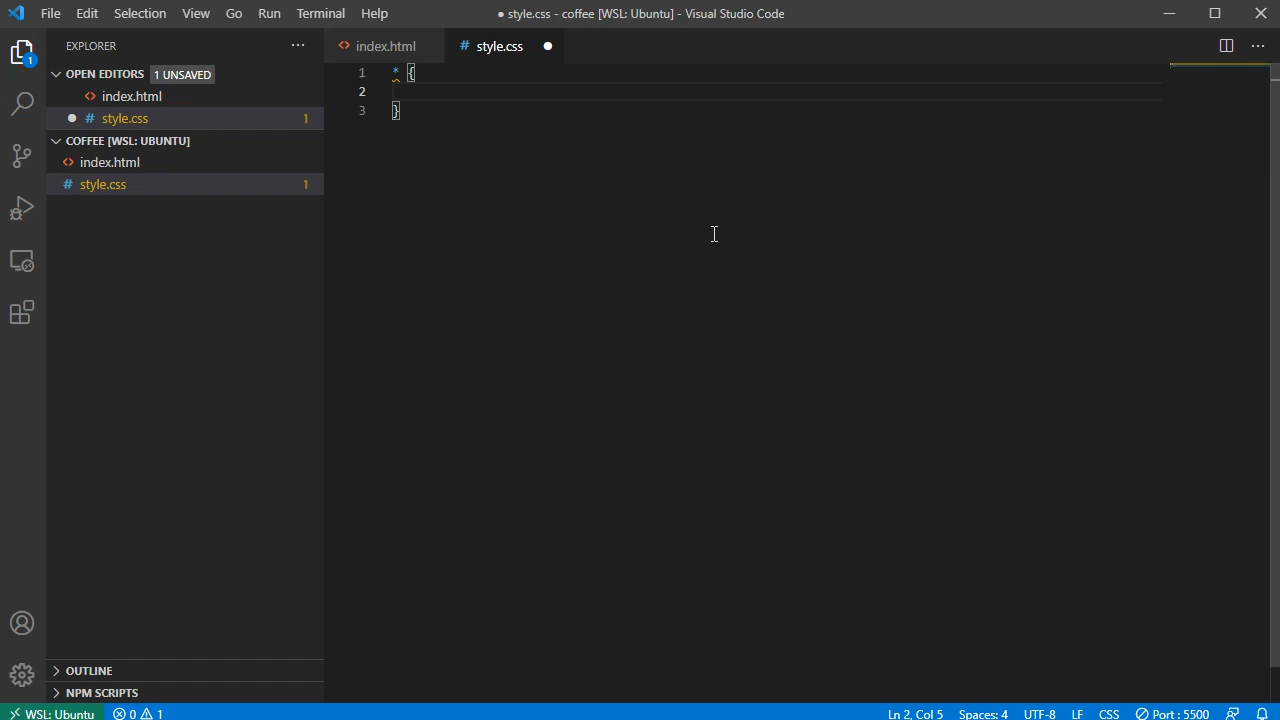 File Edit Selection View Go Run Terminal Help ● style.css - coffee [WSL: Ubuntu] - Visual Studio Code
EXPLORER
index.html
style.css
OPEN EDITORS 1 UNSAVED
index.html
# style.css 1
COFFEE [WSL: UBUNTU]
index.html
# style.css 1
1
1 * {
2
3 }
OUTLINE
NPM SCRIPTS
WSL: Ubuntu 0 1 Ln 2, Col 5 Spaces: 4 UTF-8 LF CSS Port : 5500